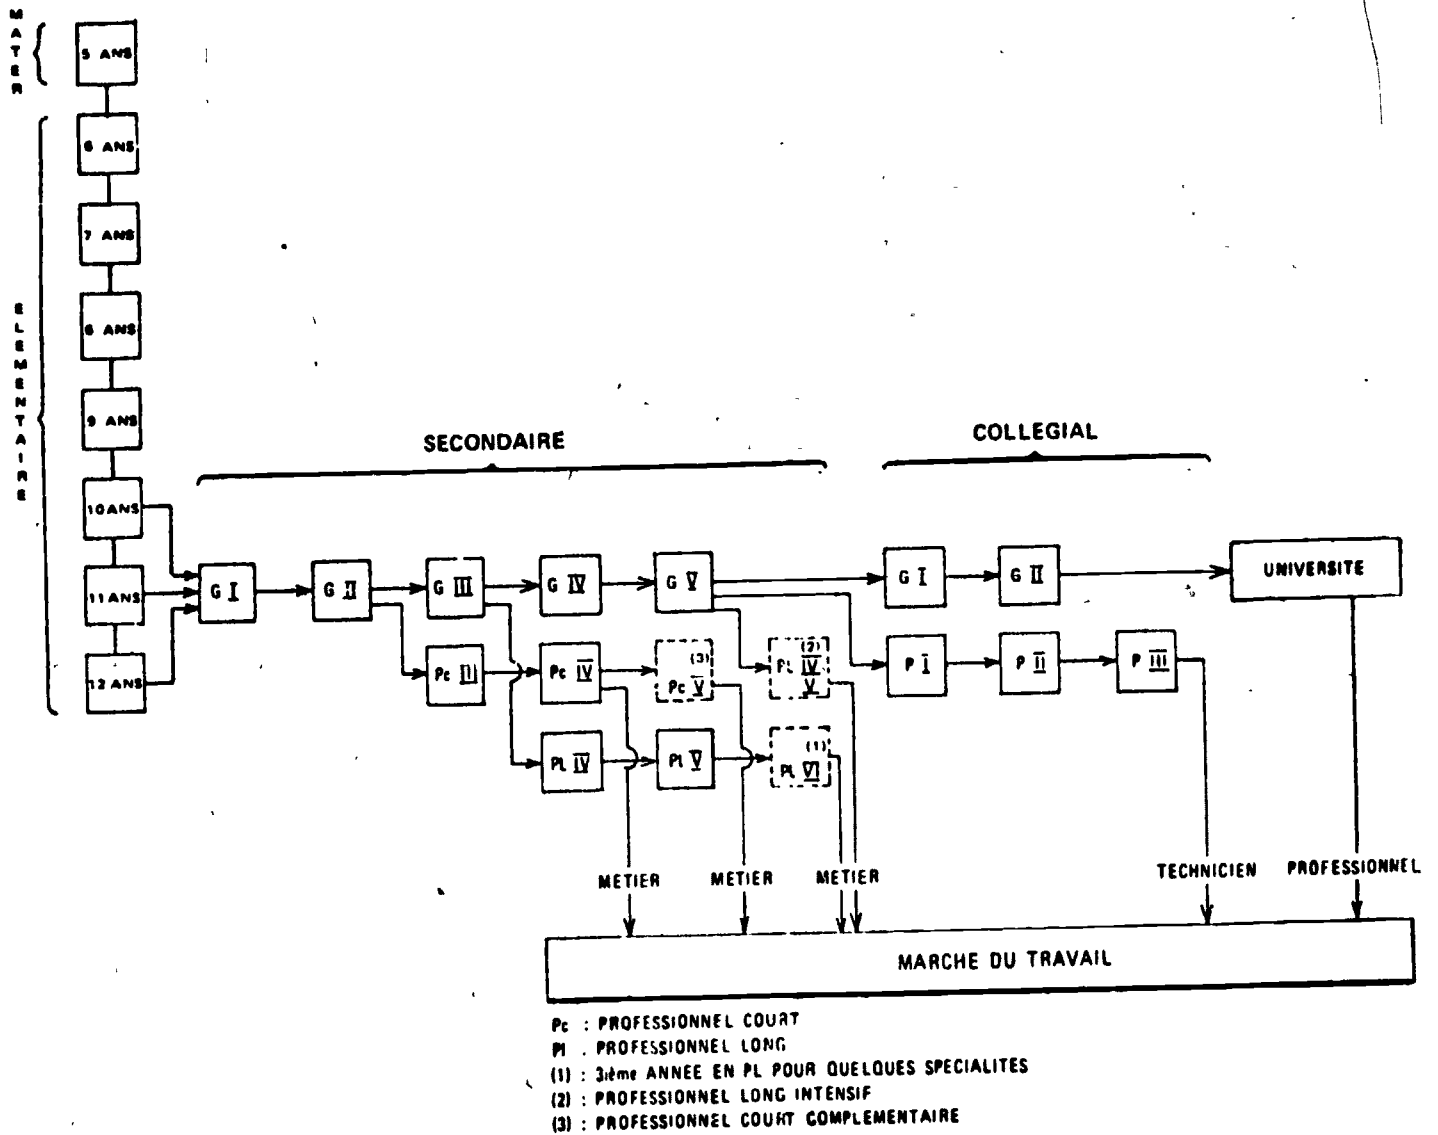 MATER
5 ANS
6 ANS
7 ANS
8 ANS
9 ANS
10 ANS
11 ANS
12 ANS
ELEMENTAIRE
SECONDAIRE
COLLEGIAL
G I
G II
G III
G IV
G V
G I
G II
UNIVERSITE
Pc III
Pc IV
(3)
Pc V
(2)
PL IV
V
P I
P II
P III
PL IV
Pl V
(1)
PL VI
METIER
METIER
METIER
TECHNICIEN
PROFESSIONNEL
MARCHE DU TRAVAIL
Pc : PROFESSIONNEL COURT
Pl : PROFESSIONNEL LONG
(1) : 3ième ANNEE EN PL POUR QUELQUES SPECIALITES
(2) : PROFESSIONNEL LONG INTENSIF
(3) : PROFESSIONNEL COURT COMPLEMENTAIRE